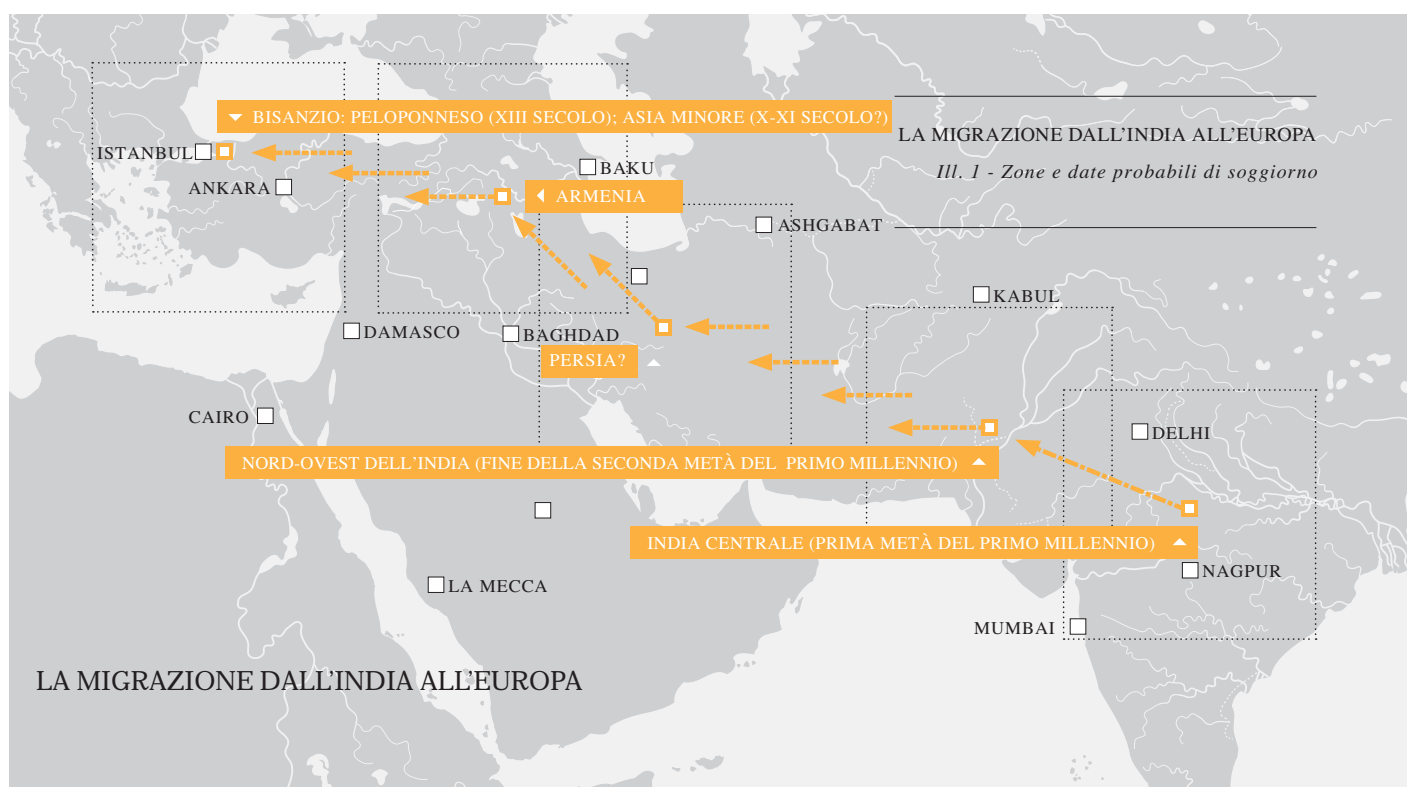 BISANZIO: PELOPONNESO (XIII SECOLO); ASIA MINORE (X-XI SECOLO?)
LA MIGRAZIONE DALL'INDIA ALL'EUROPA
Ill. 1 - Zone e date probabili di soggiorno
ISTANBUL
ANKARA
BAKU
ARMENIA
ASHGABAT
KABUL
DAMASCO
BAGHDAD
PERSIA?
CAIRO
DELHI
NORD-OVEST DELL'INDIA (FINE DELLA SECONDA METÀ DEL PRIMO MILLENNIO)
INDIA CENTRALE (PRIMA METÀ DEL PRIMO MILLENNIO)
NAGPUR
LA MECCA
MUMBAI
LA MIGRAZIONE DALL'INDIA ALL'EUROPA